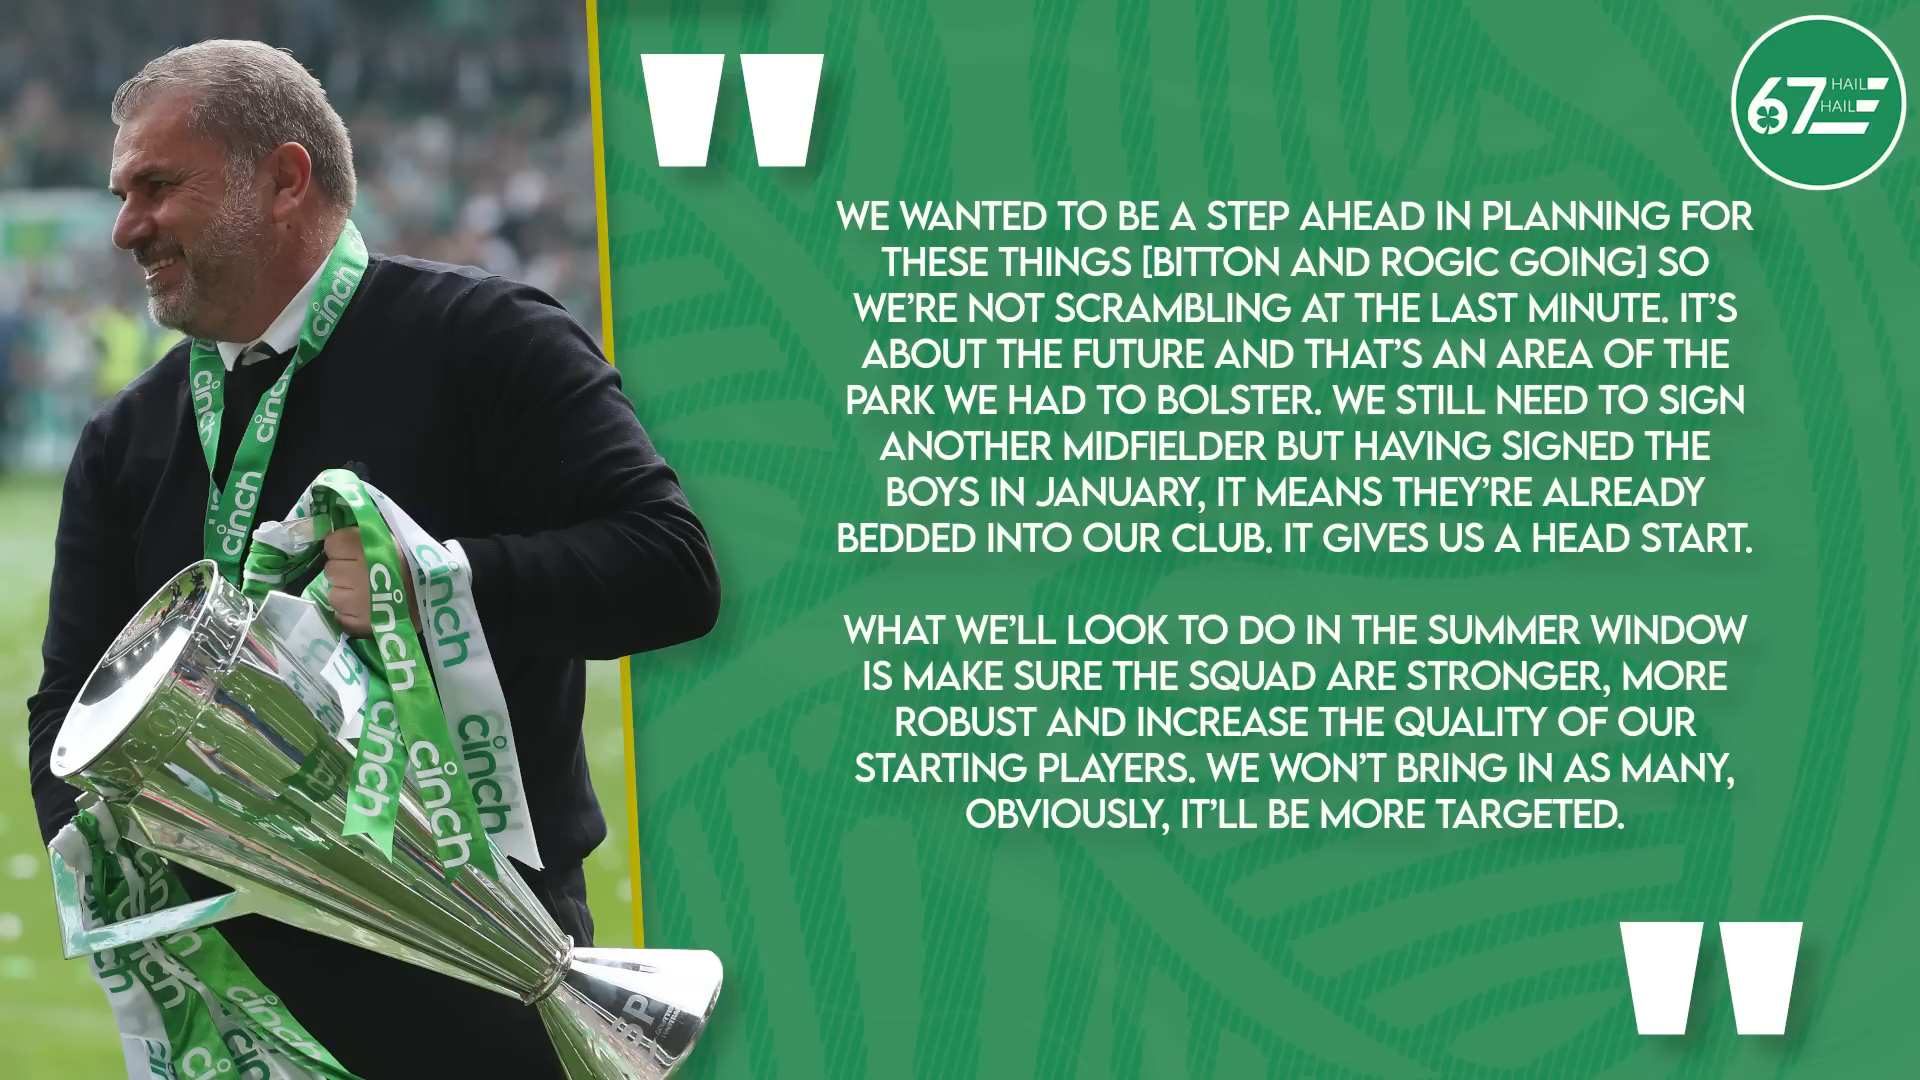 67 HAIL
HAIL
WE WANTED TO BE A STEP AHEAD IN PLANNING FOR
THESE THINGS [BITTON AND ROGIC GOING] SO
WE'RE NOT SCRAMBLING AT THE LAST MINUTE. IT'S
ABOUT THE FUTURE AND THAT'S AN AREA OF THE
PARK WE HAD TO BOLSTER. WE STILL NEED TO SIGN
ANOTHER MIDFIELDER BUT HAVING SIGNED THE
BOYS IN JANUARY, IT MEANS THEY'RE ALREADY
BEDDED INTO OUR CLUB. IT GIVES US A HEAD START.
WHAT WE'LL LOOK TO DO IN THE SUMMER WINDOW
IS MAKE SURE THE SQUAD ARE STRONGER, MORE
ROBUST AND INCREASE THE QUALITY OF OUR
STARTING PLAYERS. WE WON'T BRING IN AS MANY,
OBVIOUSLY, IT'LL BE MORE TARGETED.
cinch
cinch
cinch
cinch
cinch
cinch
cinch
cinch
cinch
cinch
cinch